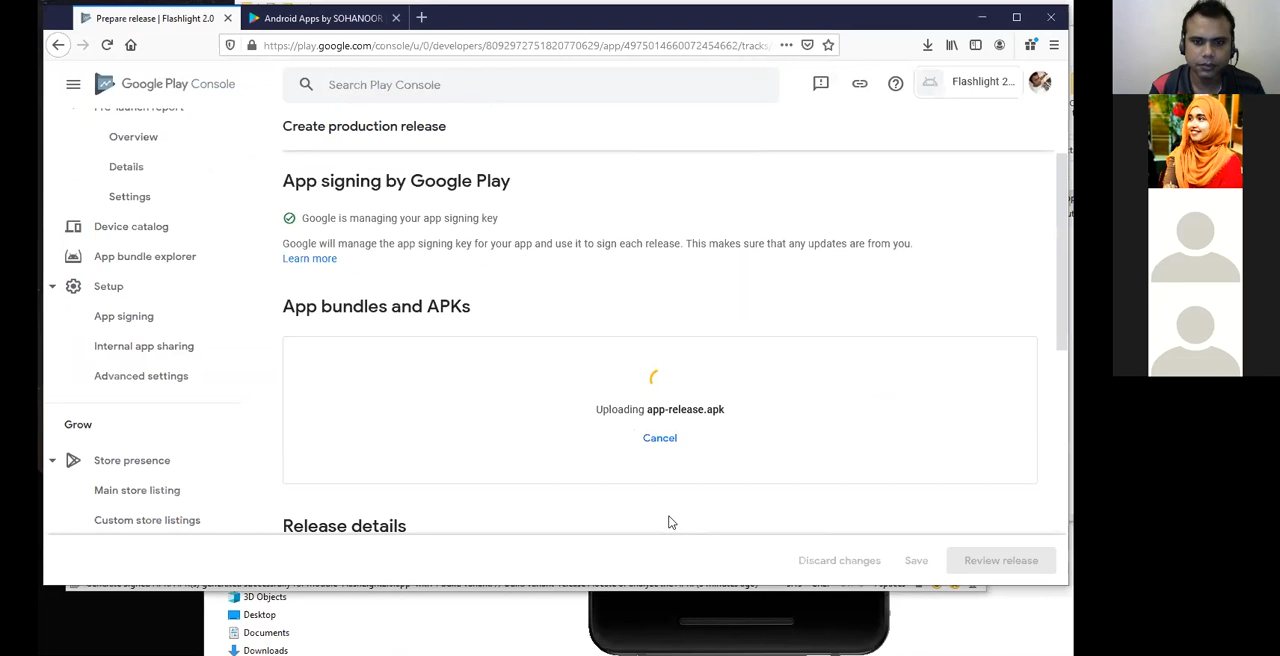 Prepare release | Flashlight 2.0
Android Apps by SOHANOOR
https://play.google.com/console/u/0/developers/8092972751820770629/app/4975014660072454662/tracks/
Google Play Console
Search Play Console
Flashlight 2...
Pre-launch report
Overview
Details
Settings
Device catalog
App bundle explorer
Setup
App signing
Internal app sharing
Advanced settings
Grow
Store presence
Main store listing
Custom store listings
Create production release
App signing by Google Play
Google is managing your app signing key
Google will manage the app signing key for your app and use it to sign each release. This makes sure that any updates are from you.
Learn more
App bundles and APKs
Uploading app-release.apk
Cancel
Release details
Discard changes
Save
Review release
3D Objects
Desktop
Documents
Downloads